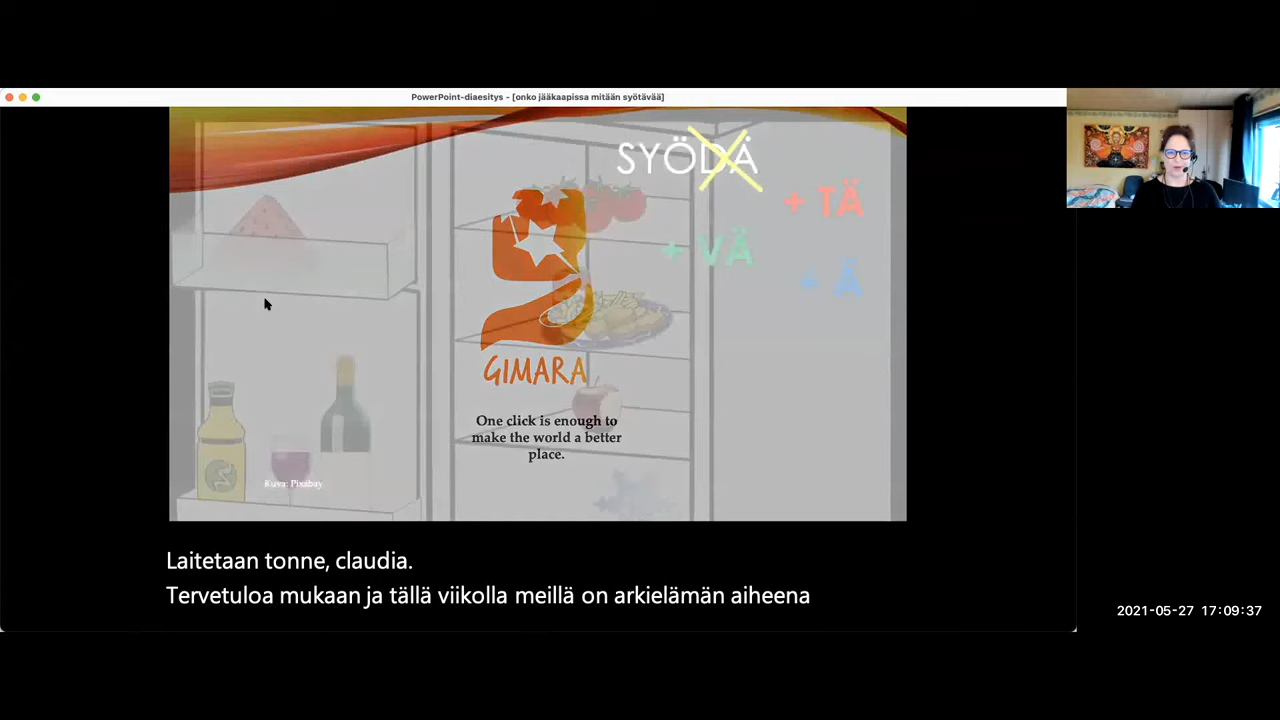 PowerPoint-diaesitys - [onko jääkaapissa mitään syötävää]
SYÖDÄ
+ TÄ
+ VÄ
+ Ä
GIMARA
One click is enough to
make the world a better
place.
Kuva: Pixabay
Laitetaan tonne, claudia.
Tervetuloa mukaan ja tällä viikolla meillä on arkielämän aiheena
2021-05-27 17:09:37